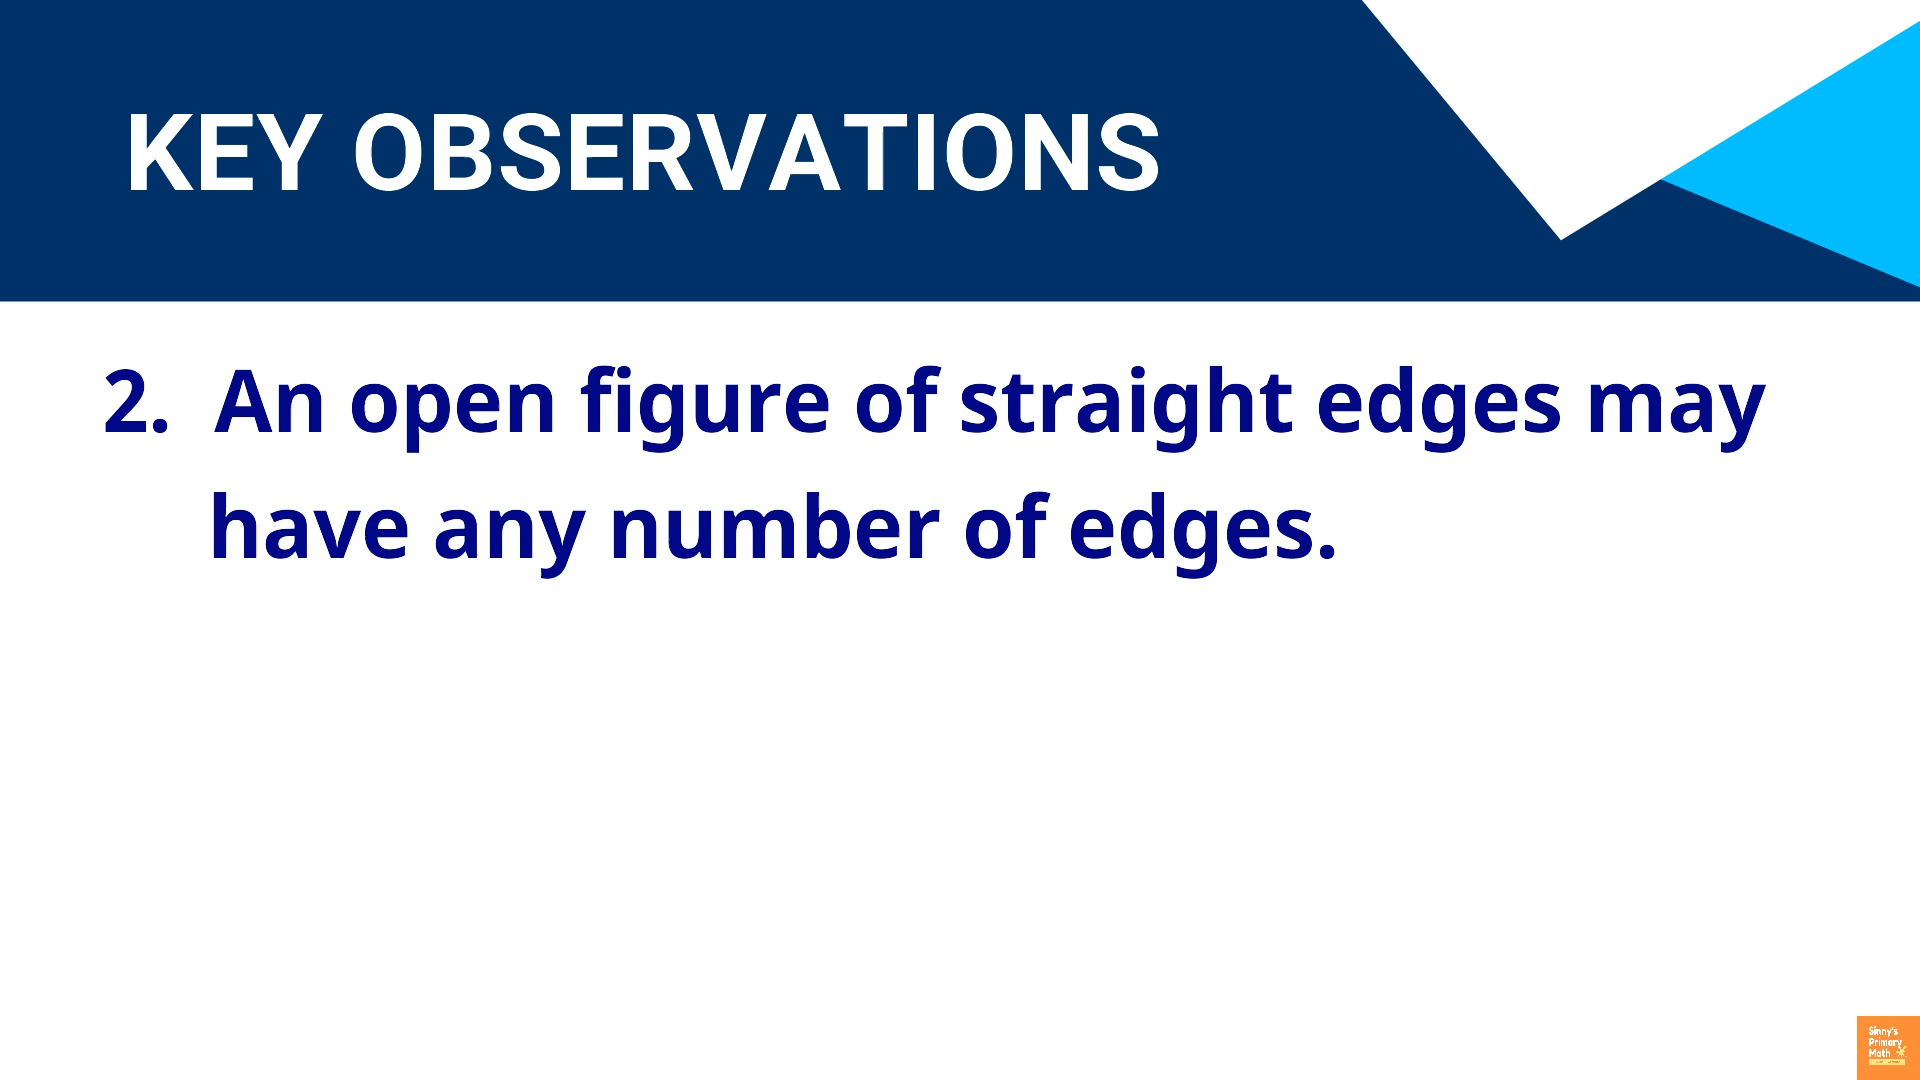 KEY OBSERVATIONS
2. An open figure of straight edges may
have any number of edges.
Sinny's
Primary
Math